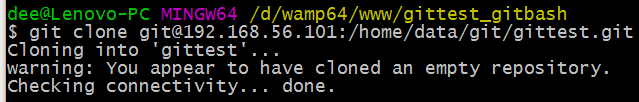 dee@Lenovo-PC MINGW64 /d/wamp64/www/gittest_gitbash
$ git clone git@192.168.56.101:/home/data/git/gittest.git
Cloning into 'gittest'...
warning: You appear to have cloned an empty repository.
Checking connectivity... done.